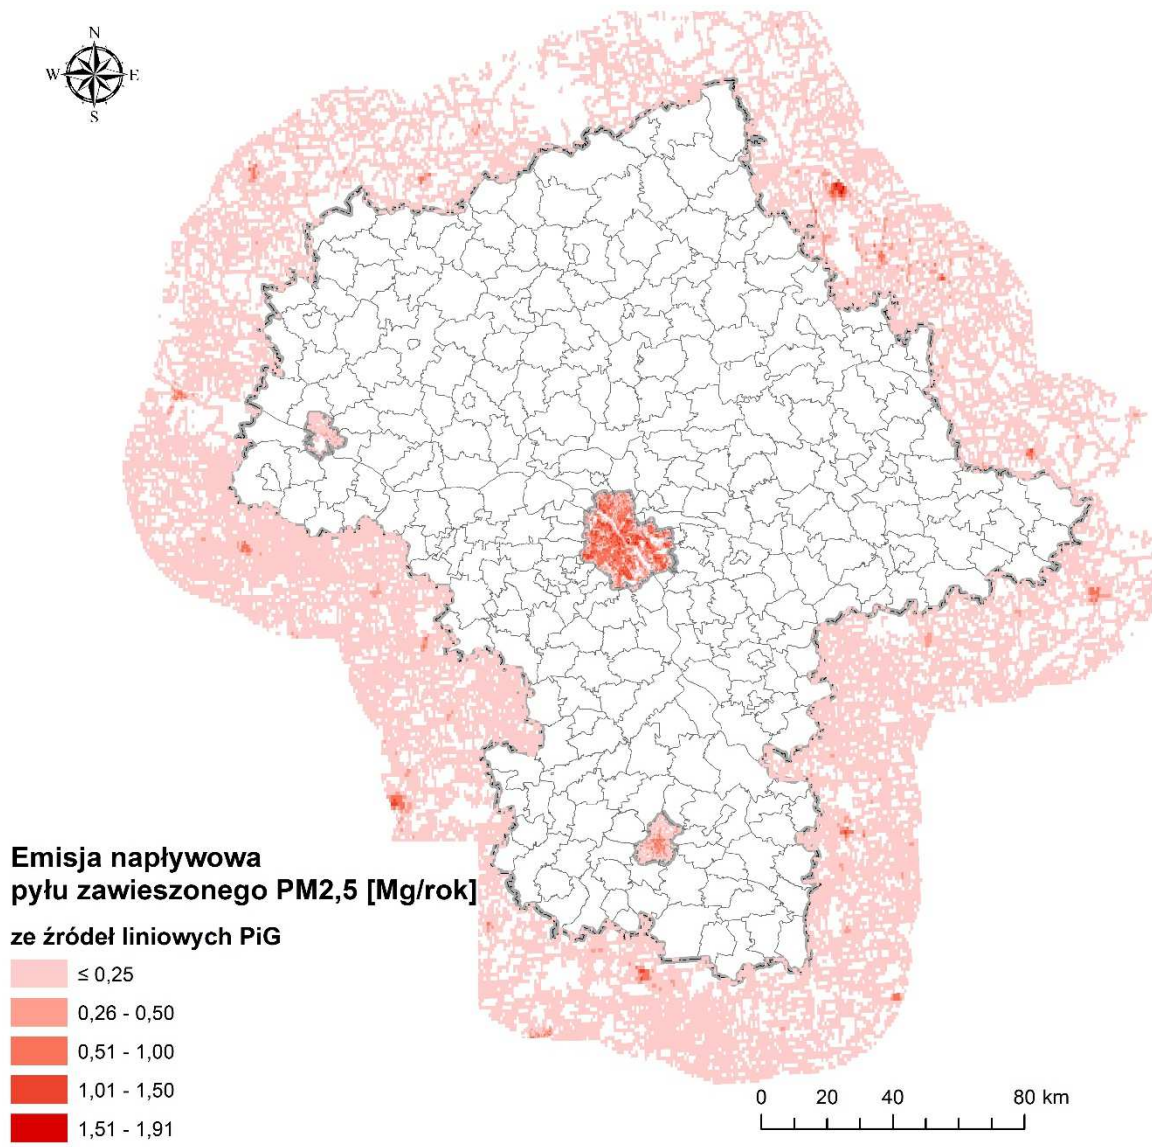 N
W E
S
Emisja napływowa
pyłu zawieszonego PM2,5 [Mg/rok]
ze źródeł liniowych PiG
≤ 0,25
0,26 - 0,50
0,51 - 1,00
1,01 - 1,50
1,51 - 1,91
0 20 40 80 km